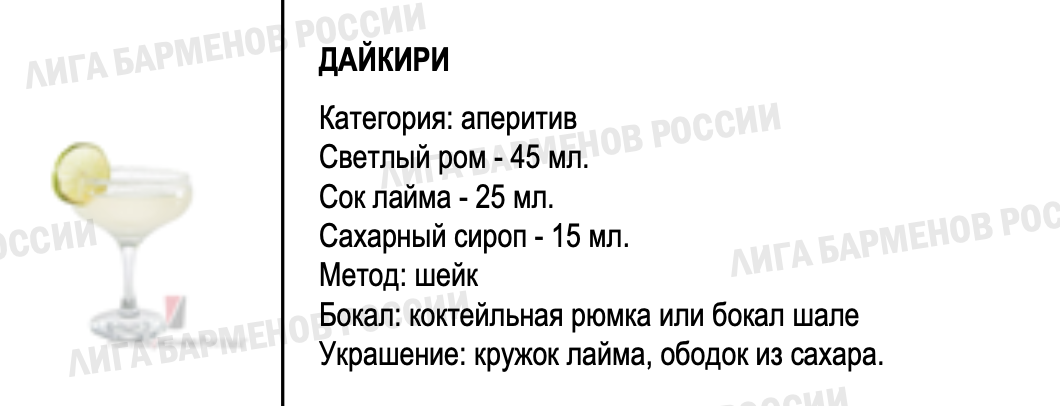 ЛИГА БАРМЕНОВ РОССИИ
ДАЙКИРИ
Категория: аперитив
ЛИГА БАРМЕНОВ РОССИИ
Светлый ром - 45 мл.
Сок лайма - 25 мл.
Сахарный сироп - 15 мл.
ОССИИ
ЛИГА БАРМЕНОВ РОСС
Метод: шейк
Бокал: коктейльная рюмка или бокал шале
ЛИГА БАРМЕНОВ РОССИИ
Украшение: кружок лайма, ободок из сахара.